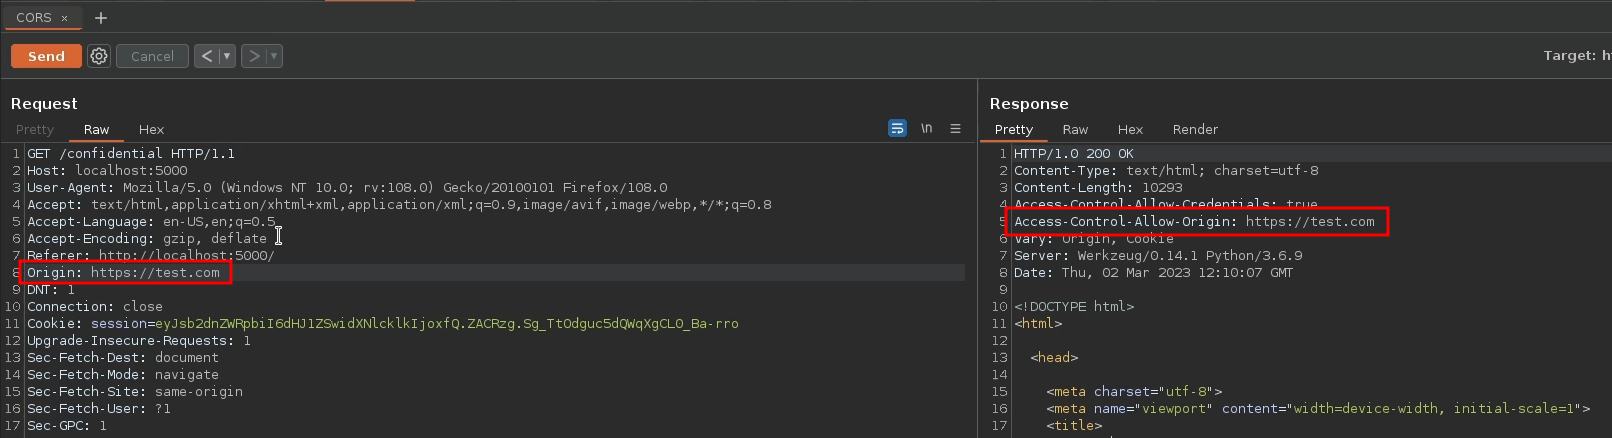 CORS × +
Send Cancel < ▾ > ▾ Target: h
Request
Pretty Raw Hex \n
1 GET /confidential HTTP/1.1
2 Host: localhost:5000
3 User-Agent: Mozilla/5.0 (Windows NT 10.0; rv:108.0) Gecko/20100101 Firefox/108.0
4 Accept: text/html,application/xhtml+xml,application/xml;q=0.9,image/avif,image/webp,*/*;q=0.8
5 Accept-Language: en-US,en;q=0.5
6 Accept-Encoding: gzip, deflate
7 Referer: http://localhost:5000/
8 Origin: https://test.com
9 DNT: 1
10 Connection: close
11 Cookie: session=eyJsb2dnZWRpbiI6dHJ1ZSwidXNlcklkIjoxfQ.ZACRzg.Sg_TtOdguc5dQWqXgCL0_Ba-rro
12 Upgrade-Insecure-Requests: 1
13 Sec-Fetch-Dest: document
14 Sec-Fetch-Mode: navigate
15 Sec-Fetch-Site: same-origin
16 Sec-Fetch-User: ?1
17 Sec-GPC: 1
Response
Pretty Raw Hex Render
1 HTTP/1.0 200 OK
2 Content-Type: text/html; charset=utf-8
3 Content-Length: 10293
4 Access-Control-Allow-Credentials: true
5 Access-Control-Allow-Origin: https://test.com
6 Vary: Origin, Cookie
7 Server: Werkzeug/0.14.1 Python/3.6.9
8 Date: Thu, 02 Mar 2023 12:10:07 GMT
9
10 <!DOCTYPE html>
11 <html>
12
13 <head>
14
15 <meta charset="utf-8">
16 <meta name="viewport" content="width=device-width, initial-scale=1">
17 <title>